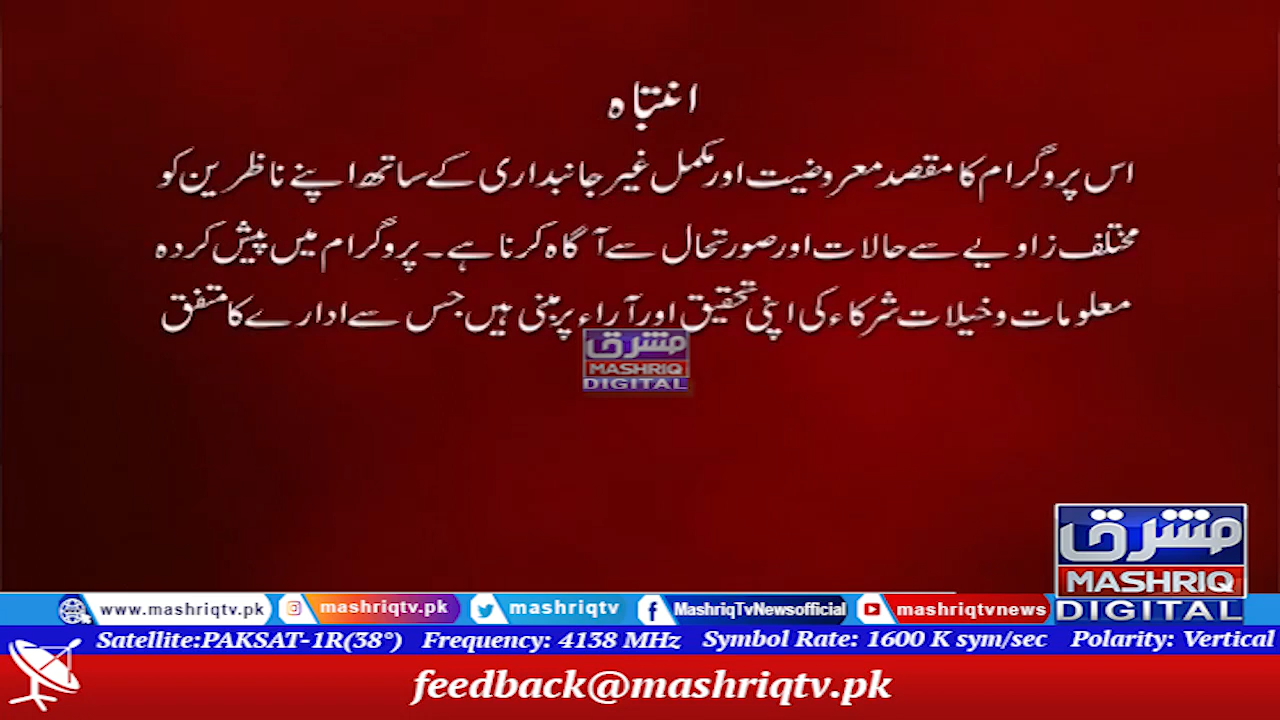 انتباہ
اس پروگرام کا مقصد معروضیت اور مکمل غیر جانبداری کے ساتھ اپنے ناظرین کو
مختلف زاویے سے حالات اور صورتحال سے آگاہ کرنا ہے۔ پروگرام میں پیش کردہ
معلومات و خیلات شرکاء کی اپنی تحقیق اور آراء پر مبنی ہیں جس سے ادارے کا متفق
مشرق
MASHRIQ
DIGITAL
مشرق
MASHRIQ
DIGITAL
www.mashriqtv.pk mashriqtv.pk mashriqtv MashriqTvNewsofficial mashriqtvnews
Satellite:PAKSAT-1R(38°) Frequency: 4138 MHz Symbol Rate: 1600 K sym/sec Polarity: Vertical
feedback@mashriqtv.pk